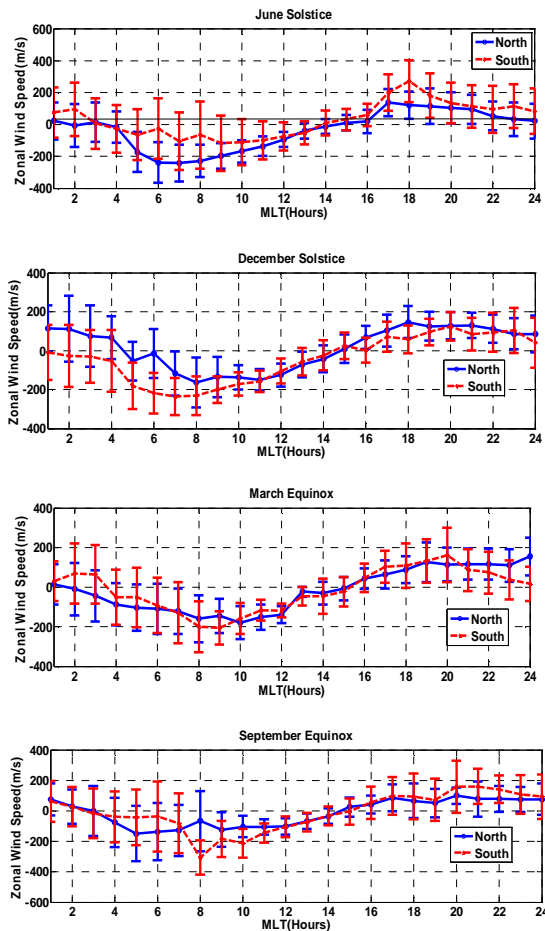 June Solstice
Zonal Wind Speed(m/s)
600
400
200
0
-200
-400
2 4 6 8 10 12 14 16 18 20 22 24
MLT(Hours)
North
South
December Solstice
Zonal Wind Speed(m/s)
400
200
0
-200
-400
2 4 6 8 10 12 14 16 18 20 22 24
MLT(Hours)
North
South
March Equinox
Zonal Wind Speed(m/s)
400
200
0
-200
-400
2 4 6 8 10 12 14 16 18 20 22 24
MLT(Hours)
North
South
September Equinox
Zonal Wind Speed(m/s)
400
200
0
-200
-400
-600
2 4 6 8 10 12 14 16 18 20 22 24
MLT(Hours)
North
South